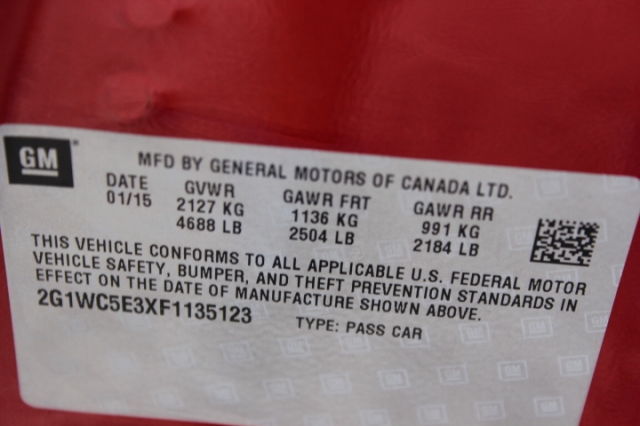 GM
MFD BY GENERAL MOTORS OF CANADA LTD.
DATE GVWR GAWR FRT GAWR RR
01/15 2127 KG 1136 KG 991 KG
4688 LB 2504 LB 2184 LB
THIS VEHICLE CONFORMS TO ALL APPLICABLE U.S. FEDERAL MOTOR
VEHICLE SAFETY, BUMPER, AND THEFT PREVENTION STANDARDS IN
EFFECT ON THE DATE OF MANUFACTURE SHOWN ABOVE.
2G1WC5E3XF1135123 TYPE: PASS CAR